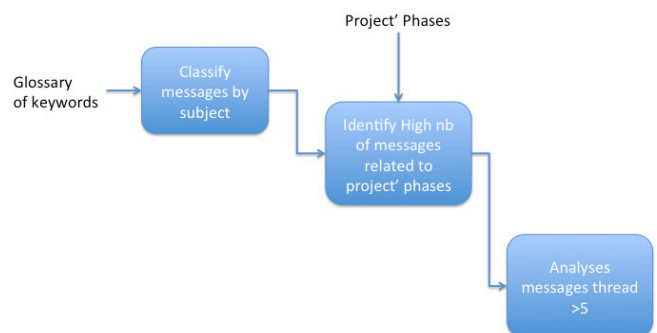 Project’ Phases
Glossary
of keywords
Classify
messages by
subject
Identify High nb
of messages
related to
project’ phases
Analyses
messages thread
>5